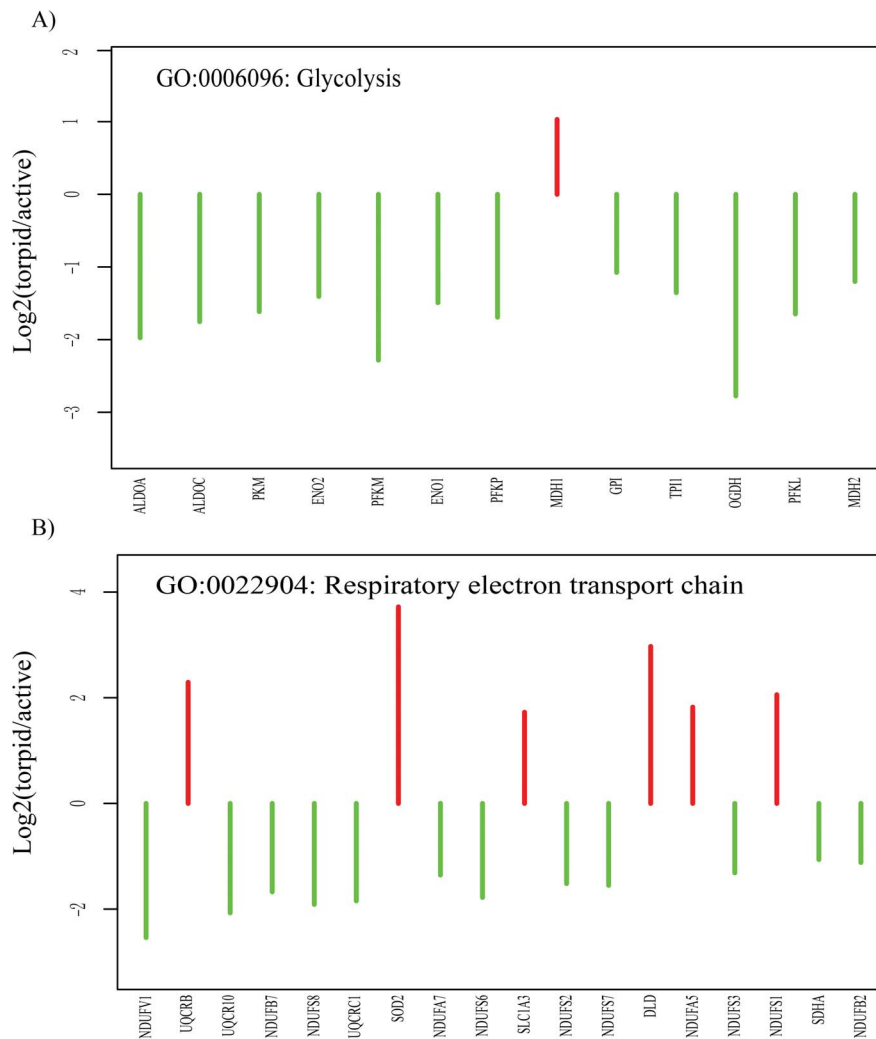 A)
GO:0006096: Glycolysis
Log2(torpid/active)
2
1
0
-1
-2
-3
ALDOA
ALDOC
PKM
ENO2
PFKM
ENO1
PFKP
MDH1
GPI
TPI1
OGDH
PFKL
MDH2
B)
GO:0022904: Respiratory electron transport chain
Log2(torpid/active)
4
2
0
-2
NDUFV1
UQCRB
UQCR10
NDUFB7
NDUFS8
UQCRC1
SOD2
NDUFA7
NDUFS6
SLC1A3
NDUFS2
NDUFS7
DLD
NDUFA5
NDUFS3
NDUFS1
SDHA
NDUFB2